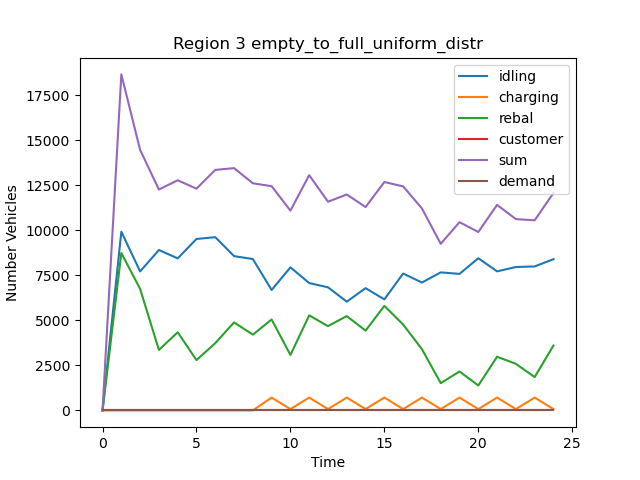 Region 3 empty_to_full_uniform_distr
idling
charging
rebal
customer
sum
demand
17500
15000
12500
10000
7500
5000
2500
0
Number Vehicles
0 5 10 15 20 25
Time